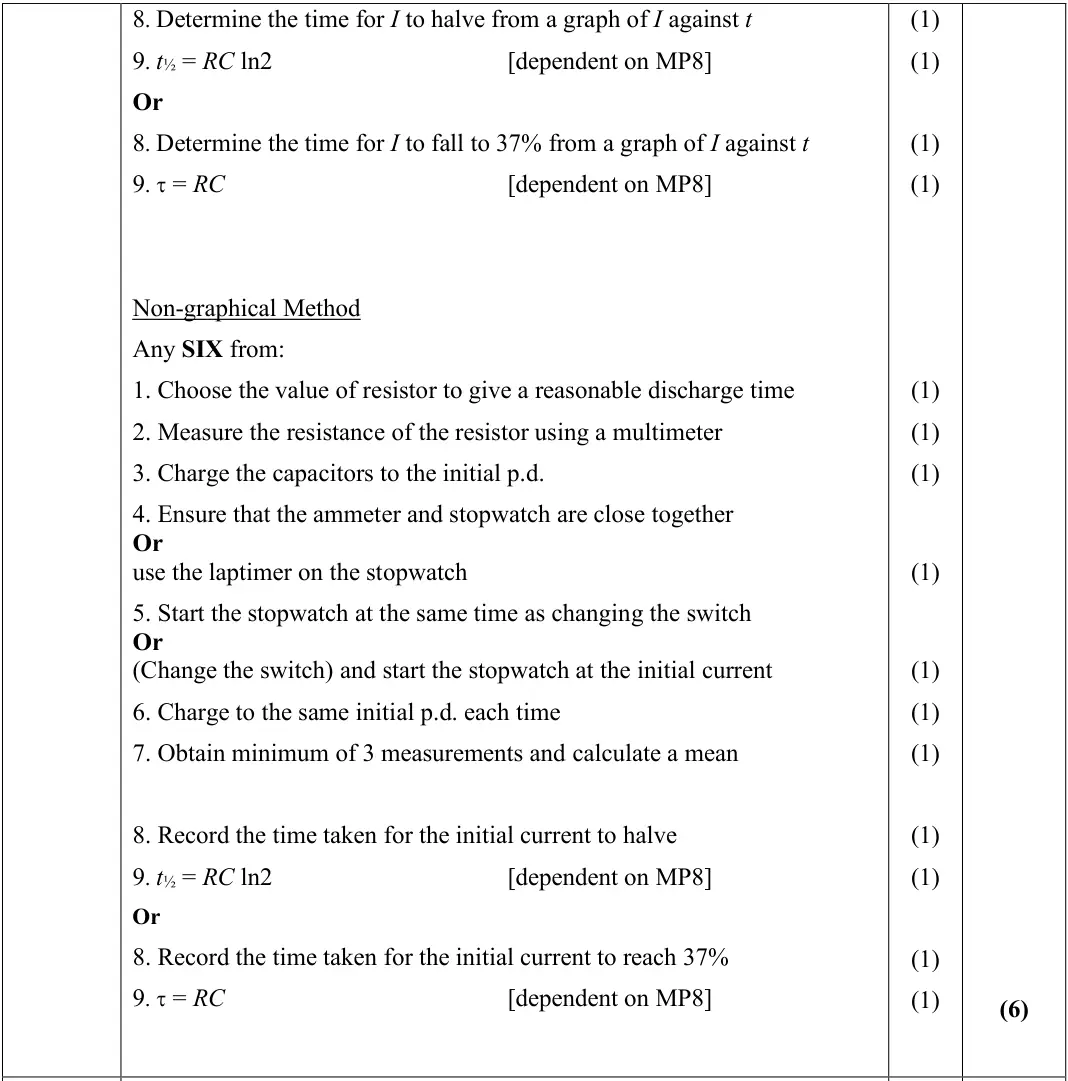 8. Determine the time for I to halve from a graph of I against t (1)
9. t½ = RC ln2 [dependent on MP8] (1)
Or
8. Determine the time for I to fall to 37% from a graph of I against t (1)
9. τ = RC [dependent on MP8] (1)
Non-graphical Method
Any SIX from:
1. Choose the value of resistor to give a reasonable discharge time (1)
2. Measure the resistance of the resistor using a multimeter (1)
3. Charge the capacitors to the initial p.d. (1)
4. Ensure that the ammeter and stopwatch are close together
Or
use the laptimer on the stopwatch (1)
5. Start the stopwatch at the same time as changing the switch
Or
(Change the switch) and start the stopwatch at the initial current (1)
6. Charge to the same initial p.d. each time (1)
7. Obtain minimum of 3 measurements and calculate a mean (1)
8. Record the time taken for the initial current to halve (1)
9. t½ = RC ln2 [dependent on MP8] (1)
Or
8. Record the time taken for the initial current to reach 37% (1)
9. τ = RC [dependent on MP8] (1)
(6)